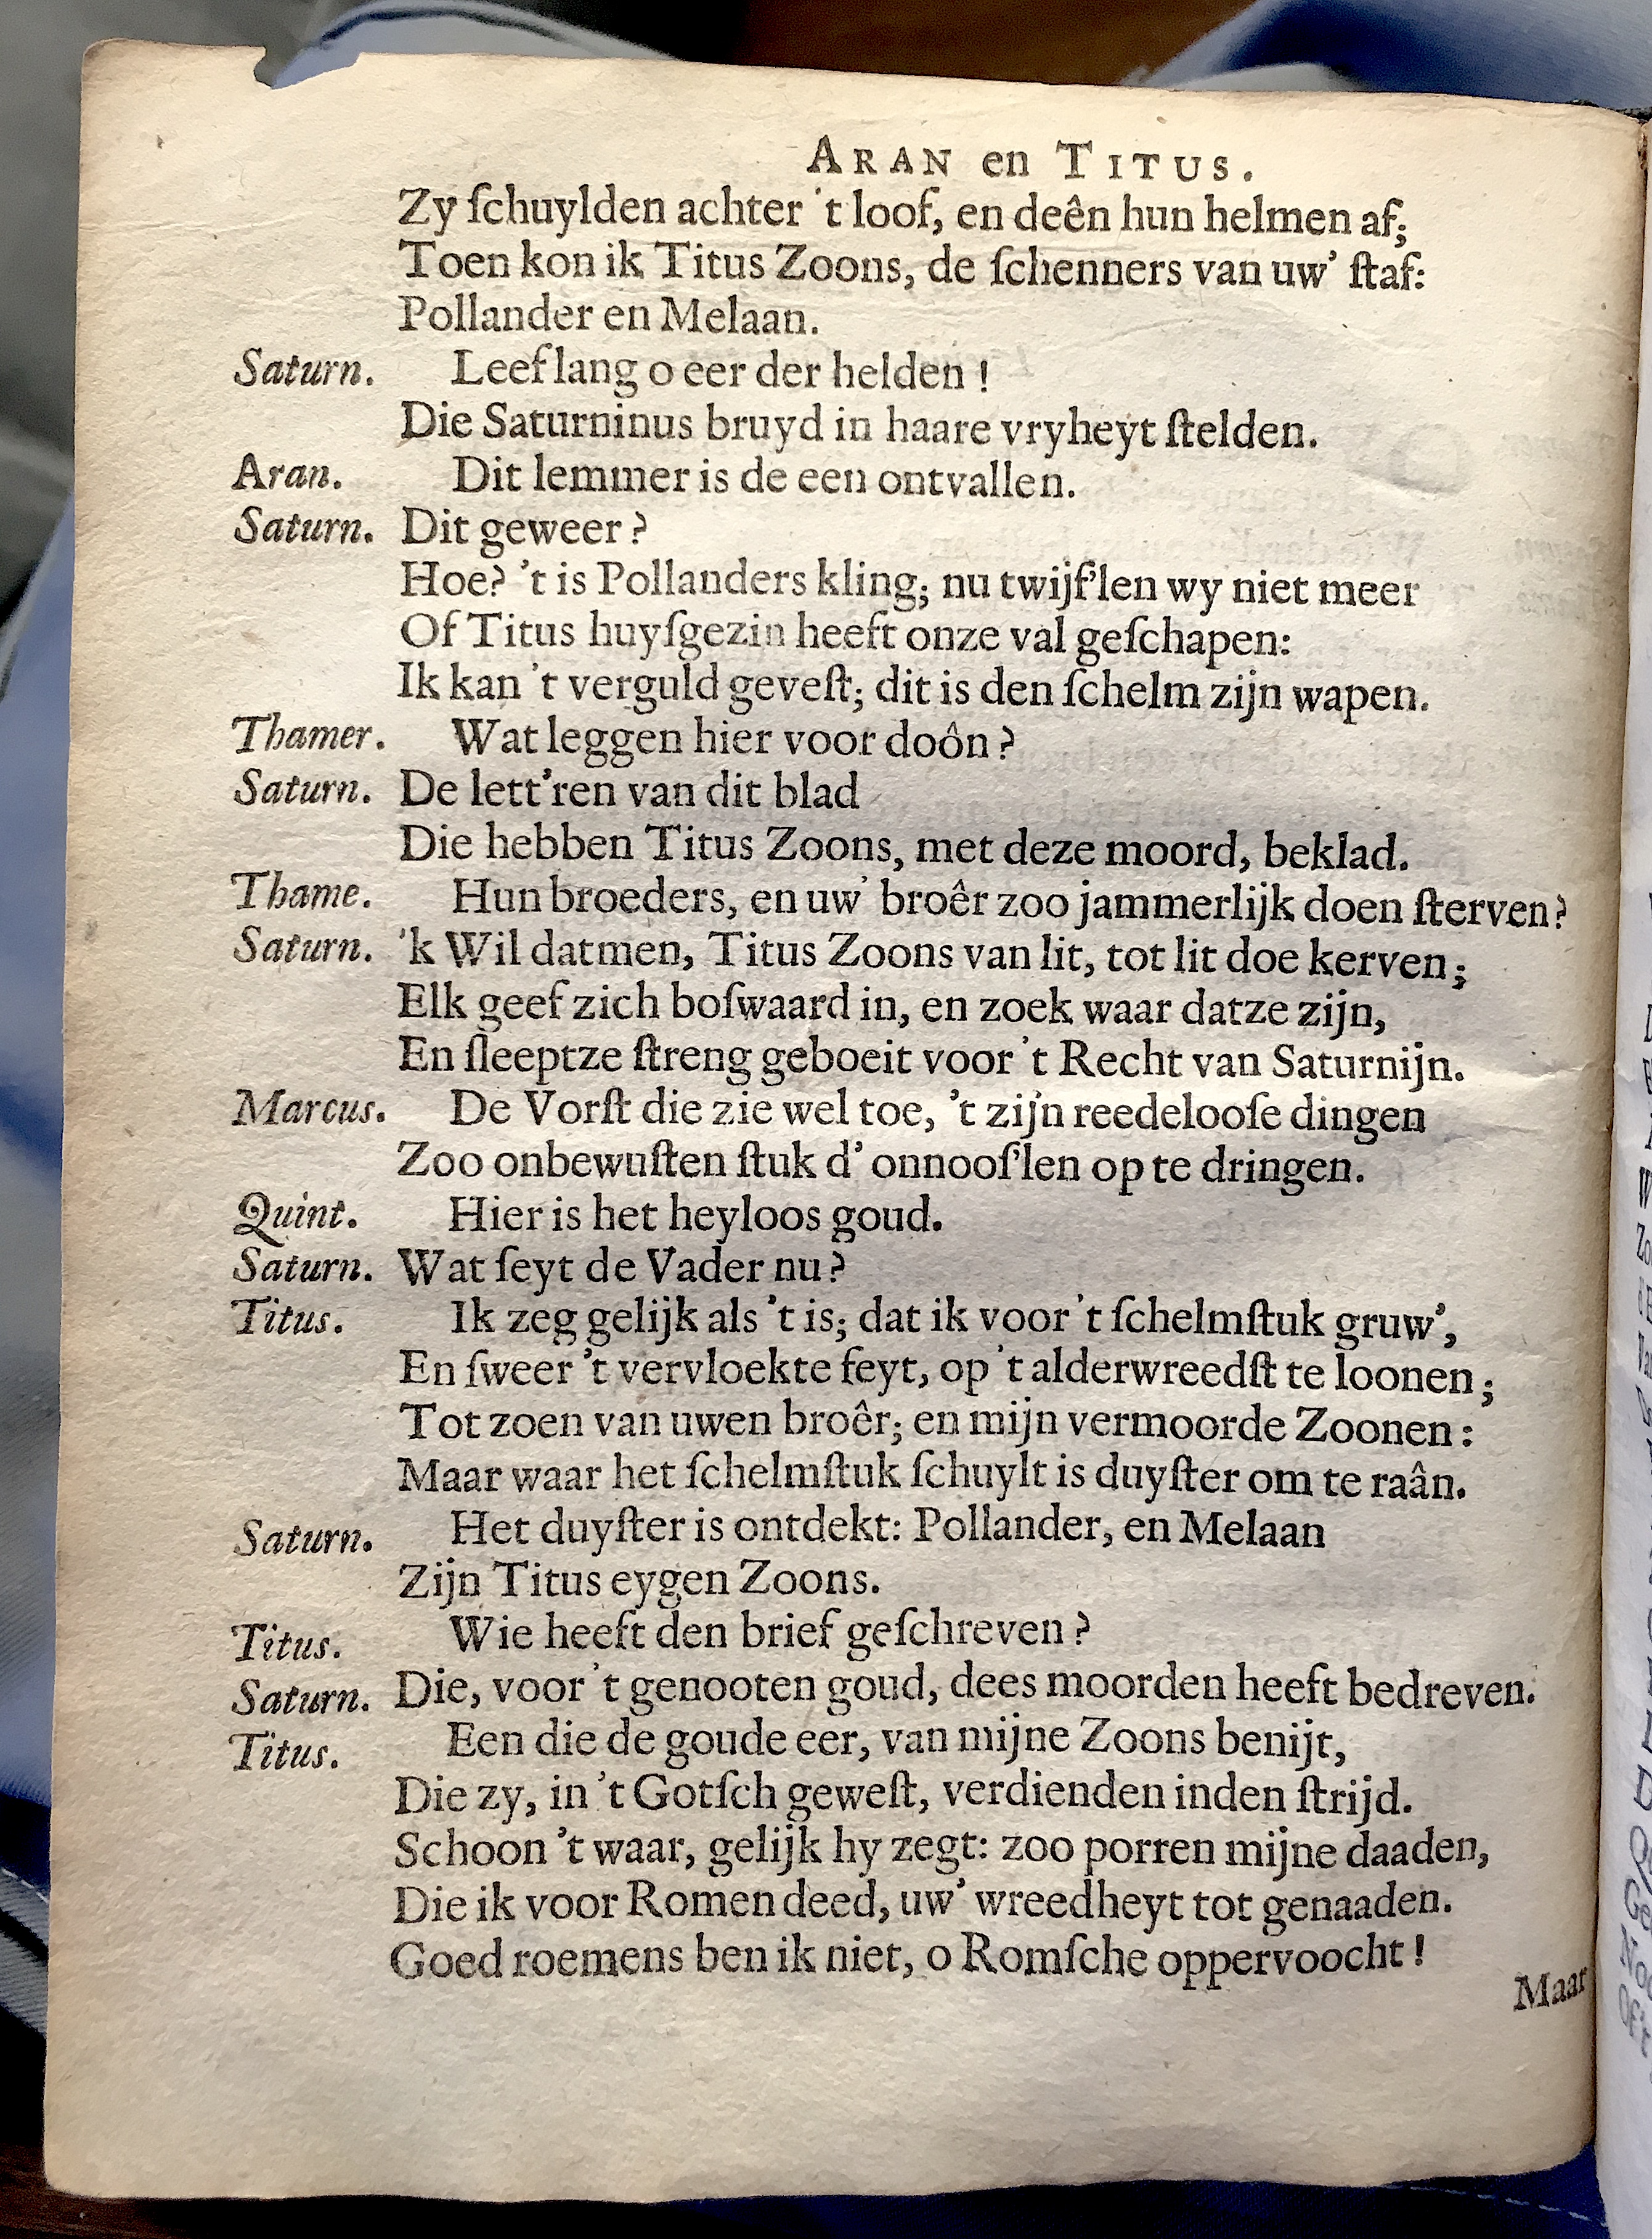 ARAN en TITUS.
Zy ſchuylden achter 't loof, en deên hun helmen af;
Toen kon ik Titus Zoons, de ſchenners van uw' ſtaf:
Pollander en Melaan.
Saturn. Leef lang o eer der helden!
Die Saturninus bruyd in haare vryheyt ſtelden.
Aran. Dit lemmer is de een ontvallen.
Saturn. Dit geweer?
Hoe? 't is Pollanders kling; nu twijf'len wy niet meer
Of Titus huyſgezin heeft onze val geſchapen:
Ik kan 't verguld geveſt; dit is den ſchelm zijn wapen.
Thamer. Wat leggen hier voor doôn?
Saturn. De lett'ren van dit blad
Die hebben Titus Zoons, met deze moord, beklad.
Thame. Hun broeders, en uw' broêr zoo jammerlijk doen ſterven?
Saturn. 'k Wil datmen, Titus Zoons van lit, tot lit doe kerven;
Elk geef zich boſwaard in, en zoek waar datze zijn,
En ſleeptze ſtreng geboeit voor 't Recht van Saturnijn.
Marcus. De Vorſt die zie wel toe, 't zijn reedelooſe dingen
Zoo onbewuſten ſtuk d' onnooſ'len op te dringen.
Quint. Hier is het heyloos goud.
Saturn. Wat ſeyt de Vader nu?
Titus. Ik zeg gelijk als 't is; dat ik voor 't ſchelmſtuk gruw',
En ſweer 't vervloekte feyt, op 't alderwreedſt te loonen;
Tot zoen van uwen broêr; en mijn vermoorde Zoonen:
Maar waar het ſchelmſtuk ſchuylt is duyſter om te raân.
Saturn. Het duyſter is ontdekt: Pollander, en Melaan
Zijn Titus eygen Zoons.
Titus. Wie heeft den brief geſchreven?
Saturn. Die, voor 't genooten goud, dees moorden heeft bedreven.
Titus. Een die de goude eer, van mijne Zoons benijt,
Die zy, in 't Gotſch geweſt, verdienden inden ſtrijd.
Schoon 't waar, gelijk hy zegt: zoo porren mijne daaden,
Die ik voor Romen deed, uw' wreedheyt tot genaaden.
Goed roemens ben ik niet, o Romſche oppervoocht!
Maar